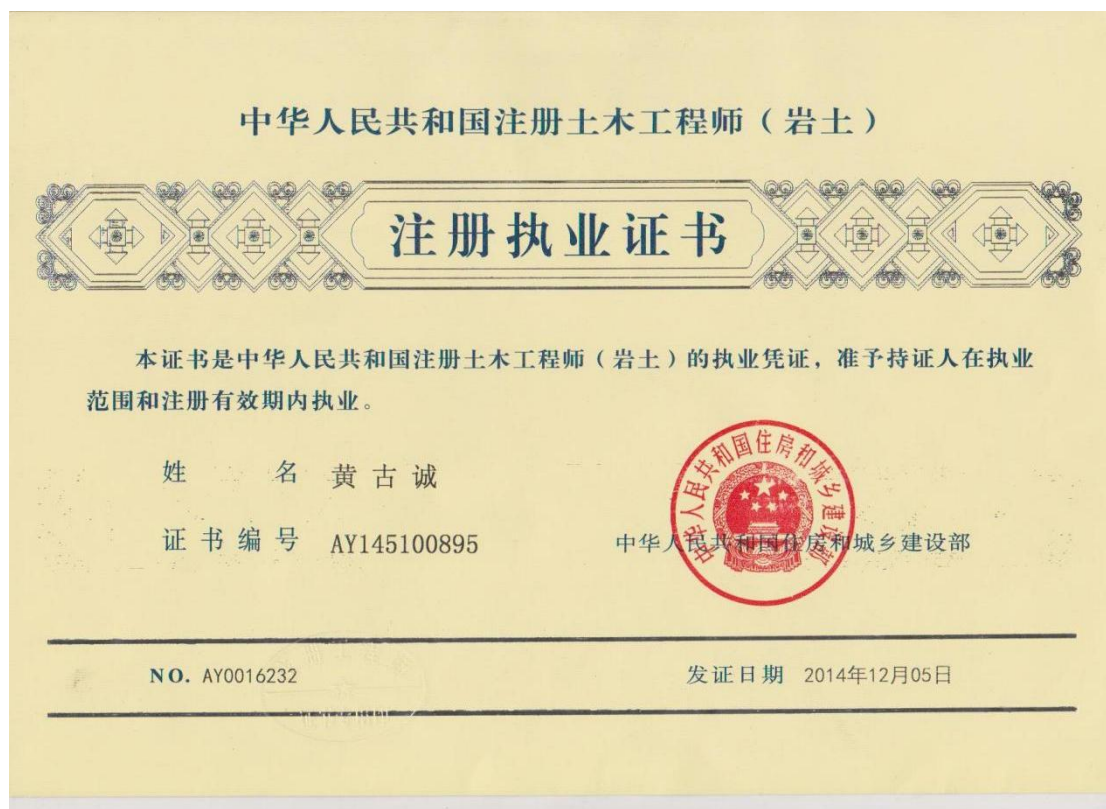 中华人民共和国注册土木工程师（岩土）
注册执业证书
本证书是中华人民共和国注册土木工程师（岩土）的执业凭证，准予持证人在执业
范围和注册有效期内执业。
姓 名 黄古诚
证书编号 AY145100895
中华人民共和国住房和城乡建设部
中华人民共和国住房和城乡建设部
NO. AY0016232
发证日期 2014年12月05日